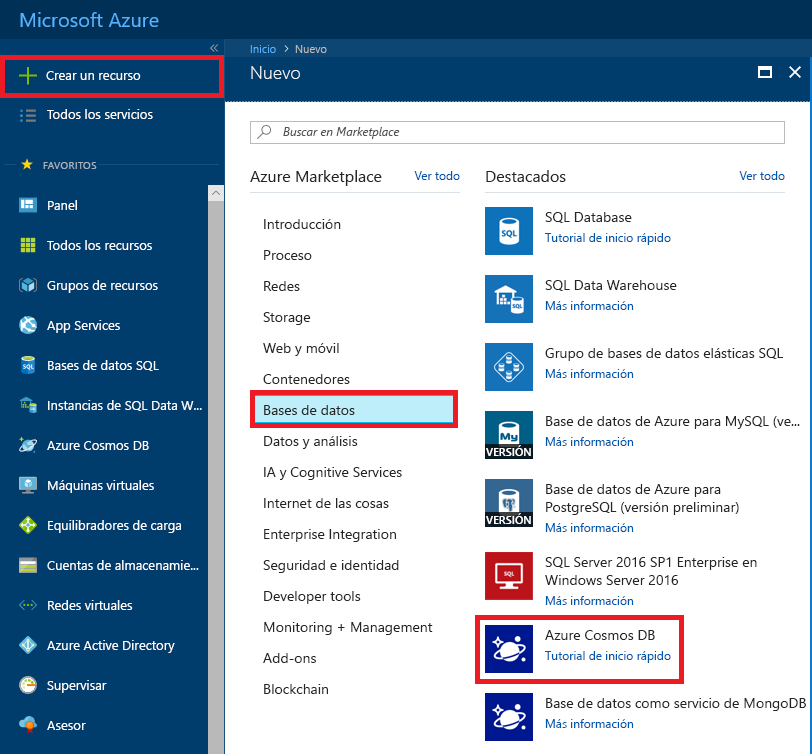 Microsoft Azure
«
Crear un recurso
Todos los servicios
FAVORITOS
Panel
Todos los recursos
Grupos de recursos
App Services
SQL
Bases de datos SQL
Instancias de SQL Data W...
Azure Cosmos DB
Máquinas virtuales
Equilibradores de carga
Cuentas de almacenamie...
Redes virtuales
Azure Active Directory
Supervisar
Asesor
Inicio > Nuevo
Nuevo
Buscar en Marketplace
Azure Marketplace
Ver todo
Introducción
Proceso
Redes
Storage
Web y móvil
Contenedores
Bases de datos
Datos y análisis
IA y Cognitive Services
Internet de las cosas
Enterprise Integration
Seguridad e identidad
Developer tools
Monitoring + Management
Add-ons
Blockchain
Destacados
Ver todo
SQL
SQL Database
Tutorial de inicio rápido
SQL Data Warehouse
Más información
Grupo de bases de datos elásticas SQL
Más información
My
VERSIÓN
Base de datos de Azure para MySQL (ve...
Más información
VERSIÓN
Base de datos de Azure para
PostgreSQL (versión preliminar)
Más información
SQL
SQL Server 2016 SP1 Enterprise en
Windows Server 2016
Más información
Azure Cosmos DB
Tutorial de inicio rápido
Base de datos como servicio de MongoDB
Más información